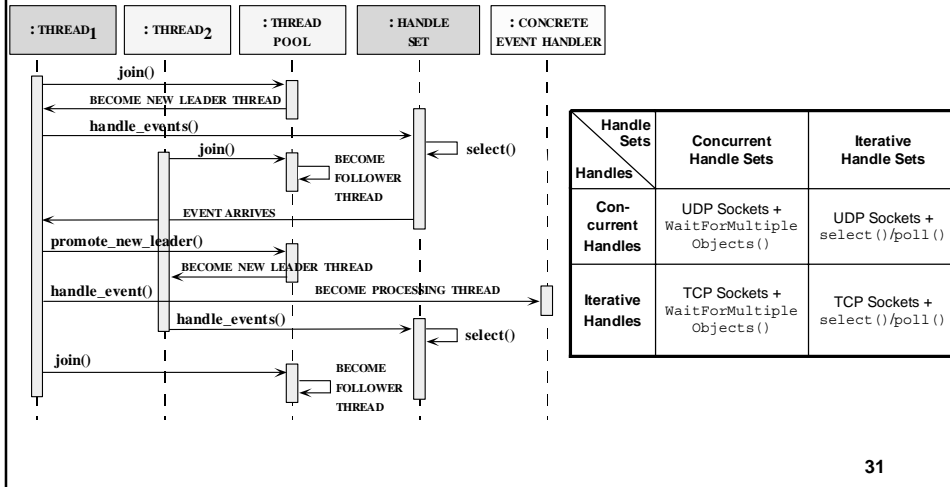 : THREAD1
: THREAD2
: THREAD
POOL
: HANDLE
SET
: CONCRETE
EVENT HANDLER
join()
BECOME NEW LEADER THREAD
handle_events()
join()
select()
BECOME
FOLLOWER
THREAD
EVENT ARRIVES
promote_new_leader()
BECOME NEW LEADER THREAD
handle_event()
BECOME PROCESSING THREAD
handle_events()
select()
join()
BECOME
FOLLOWER
THREAD
Handle
Sets
Handles
Concurrent
Handle Sets
Iterative
Handle Sets
Con-
current
Handles
UDP Sockets +
WaitForMultiple
Objects()
UDP Sockets +
select()/poll()
Iterative
Handles
TCP Sockets +
WaitForMultiple
Objects()
TCP Sockets +
select()/poll()
31